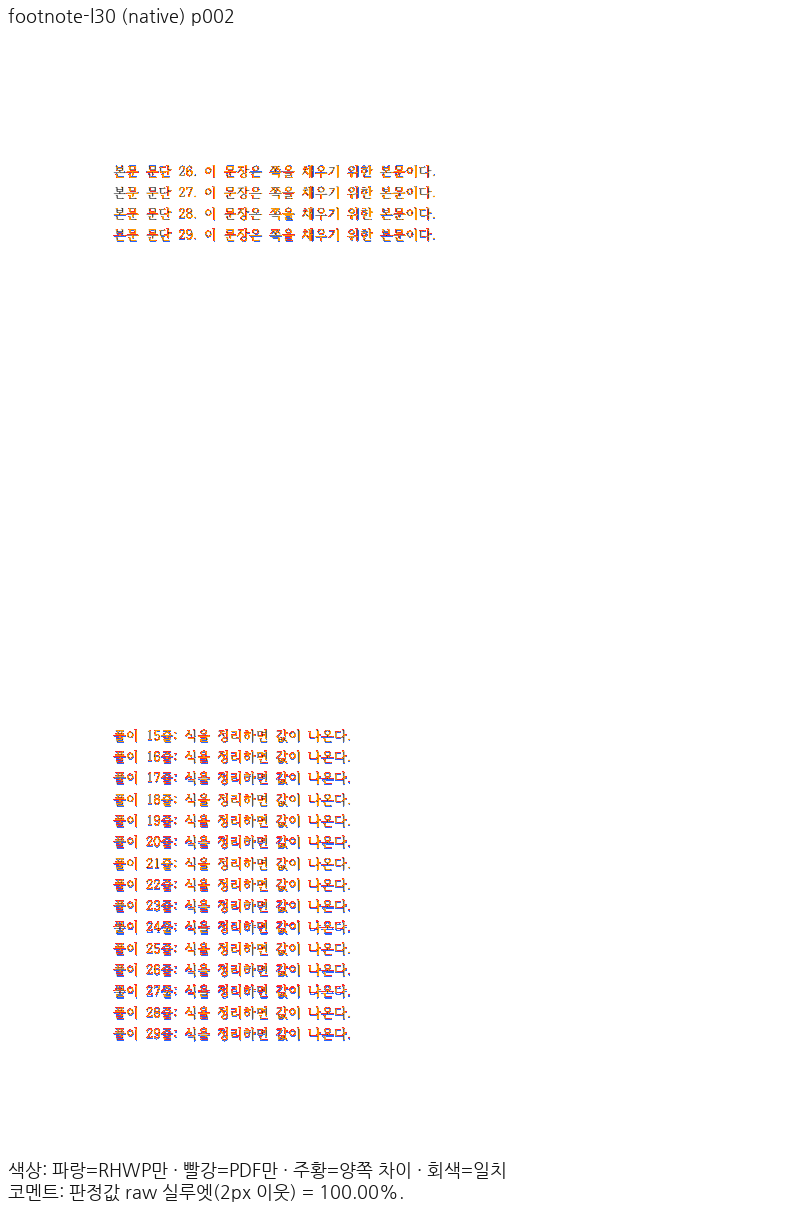 footnote-l30 (native) p002
본문 문단 26. 이 문장은 쪽을 채우기 위한 본문이다.
본문 문단 27. 이 문장은 쪽을 채우기 위한 본문이다.
본문 문단 28. 이 문장은 쪽을 채우기 위한 본문이다.
본문 문단 29. 이 문장은 쪽을 채우기 위한 본문이다.
풀이 15줄: 식을 정리하면 값이 나온다.
풀이 16줄: 식을 정리하면 값이 나온다.
풀이 17줄: 식을 정리하면 값이 나온다.
풀이 18줄: 식을 정리하면 값이 나온다.
풀이 19줄: 식을 정리하면 값이 나온다.
풀이 20줄: 식을 정리하면 값이 나온다.
풀이 21줄: 식을 정리하면 값이 나온다.
풀이 22줄: 식을 정리하면 값이 나온다.
풀이 23줄: 식을 정리하면 값이 나온다.
풀이 24줄: 식을 정리하면 값이 나온다.
풀이 25줄: 식을 정리하면 값이 나온다.
풀이 26줄: 식을 정리하면 값이 나온다.
풀이 27줄: 식을 정리하면 값이 나온다.
풀이 28줄: 식을 정리하면 값이 나온다.
풀이 29줄: 식을 정리하면 값이 나온다.
색상: 파랑=RHWP만 · 빨강=PDF만 · 주황=양쪽 차이 · 회색=일치
코멘트: 판정값 raw 실루엣(2px 이웃) = 100.00%.